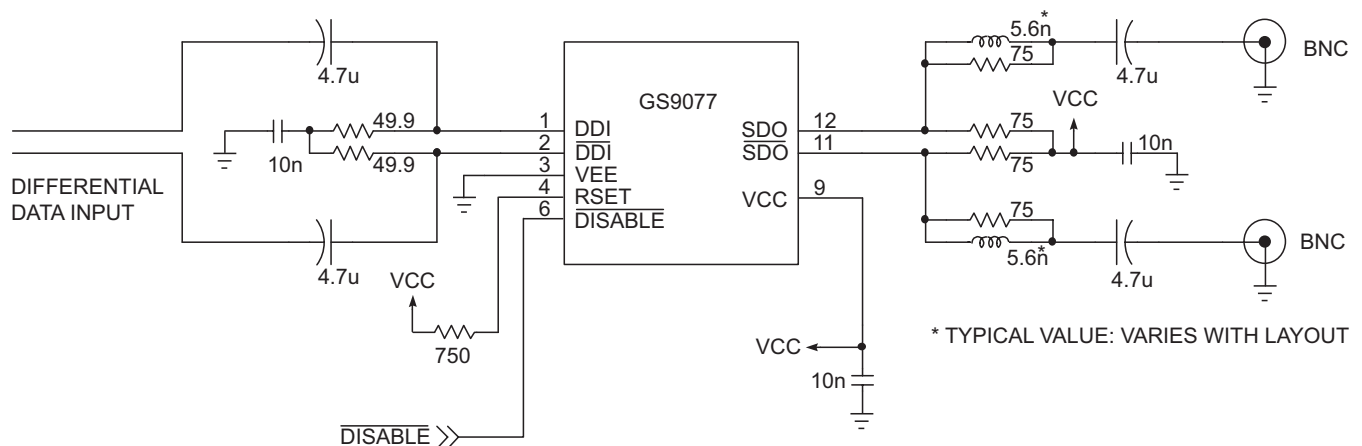 4.7u
49.9
10n
49.9
DIFFERENTIAL
DATA INPUT
4.7u
VCC
750
DISABLE
1
2
3
4
6
GS9077
DDI
DDI
VEE
RSET
DISABLE
SDO
SDO
VCC
12
11
9
VCC
10n
5.6n*
75
4.7u
BNC
75
VCC
75
10n
75
5.6n*
4.7u
BNC
* TYPICAL VALUE: VARIES WITH LAYOUT